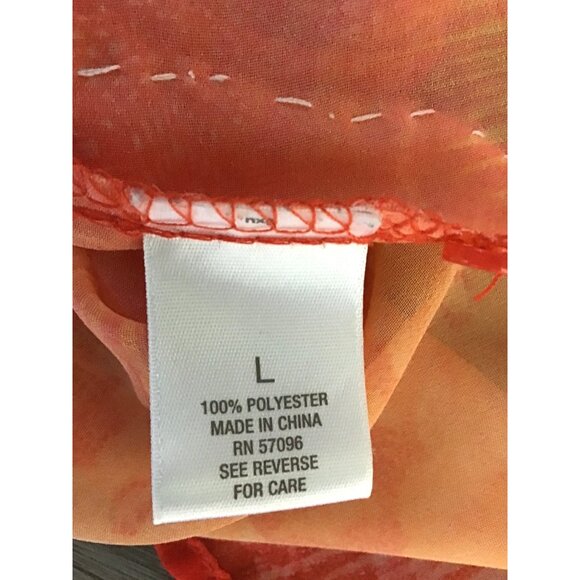 L
100% POLYESTER
MADE IN CHINA
RN 57096
SEE REVERSE
FOR CARE